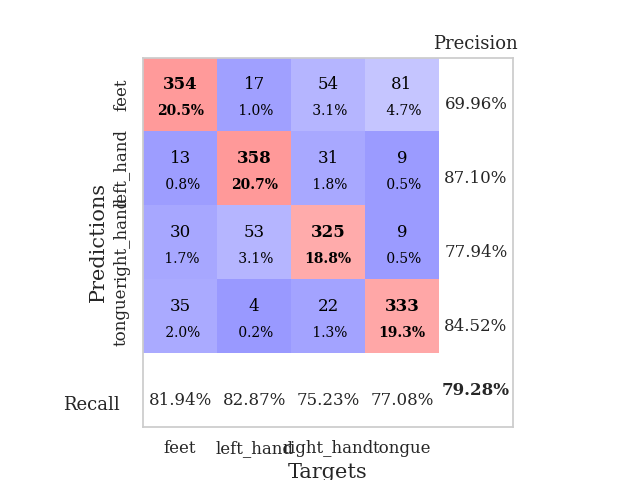 Precision
354 17 54 81
20.5% 1.0% 3.1% 4.7% 69.96%
13 358 31 9
0.8% 20.7% 1.8% 0.5% 87.10%
30 53 325 9
1.7% 3.1% 18.8% 0.5% 77.94%
35 4 22 333
2.0% 0.2% 1.3% 19.3% 84.52%
Recall 81.94% 82.87% 75.23% 77.08% 79.28%
feet left_hand right_hand tongue
Targets
Predictions
feet
left_hand
right_hand
tongue